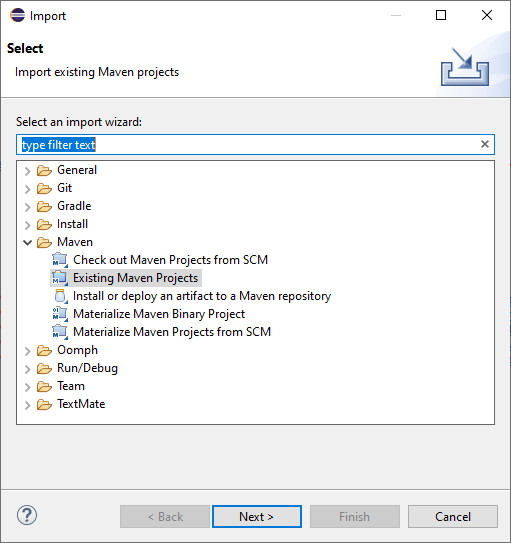 Import
Select
Import existing Maven projects
Select an import wizard:
type filter text
General
Git
Gradle
Install
Maven
Check out Maven Projects from SCM
Existing Maven Projects
Install or deploy an artifact to a Maven repository
Materialize Maven Binary Project
Materialize Maven Projects from SCM
Oomph
Run/Debug
Team
TextMate
? < Back Next > Finish Cancel